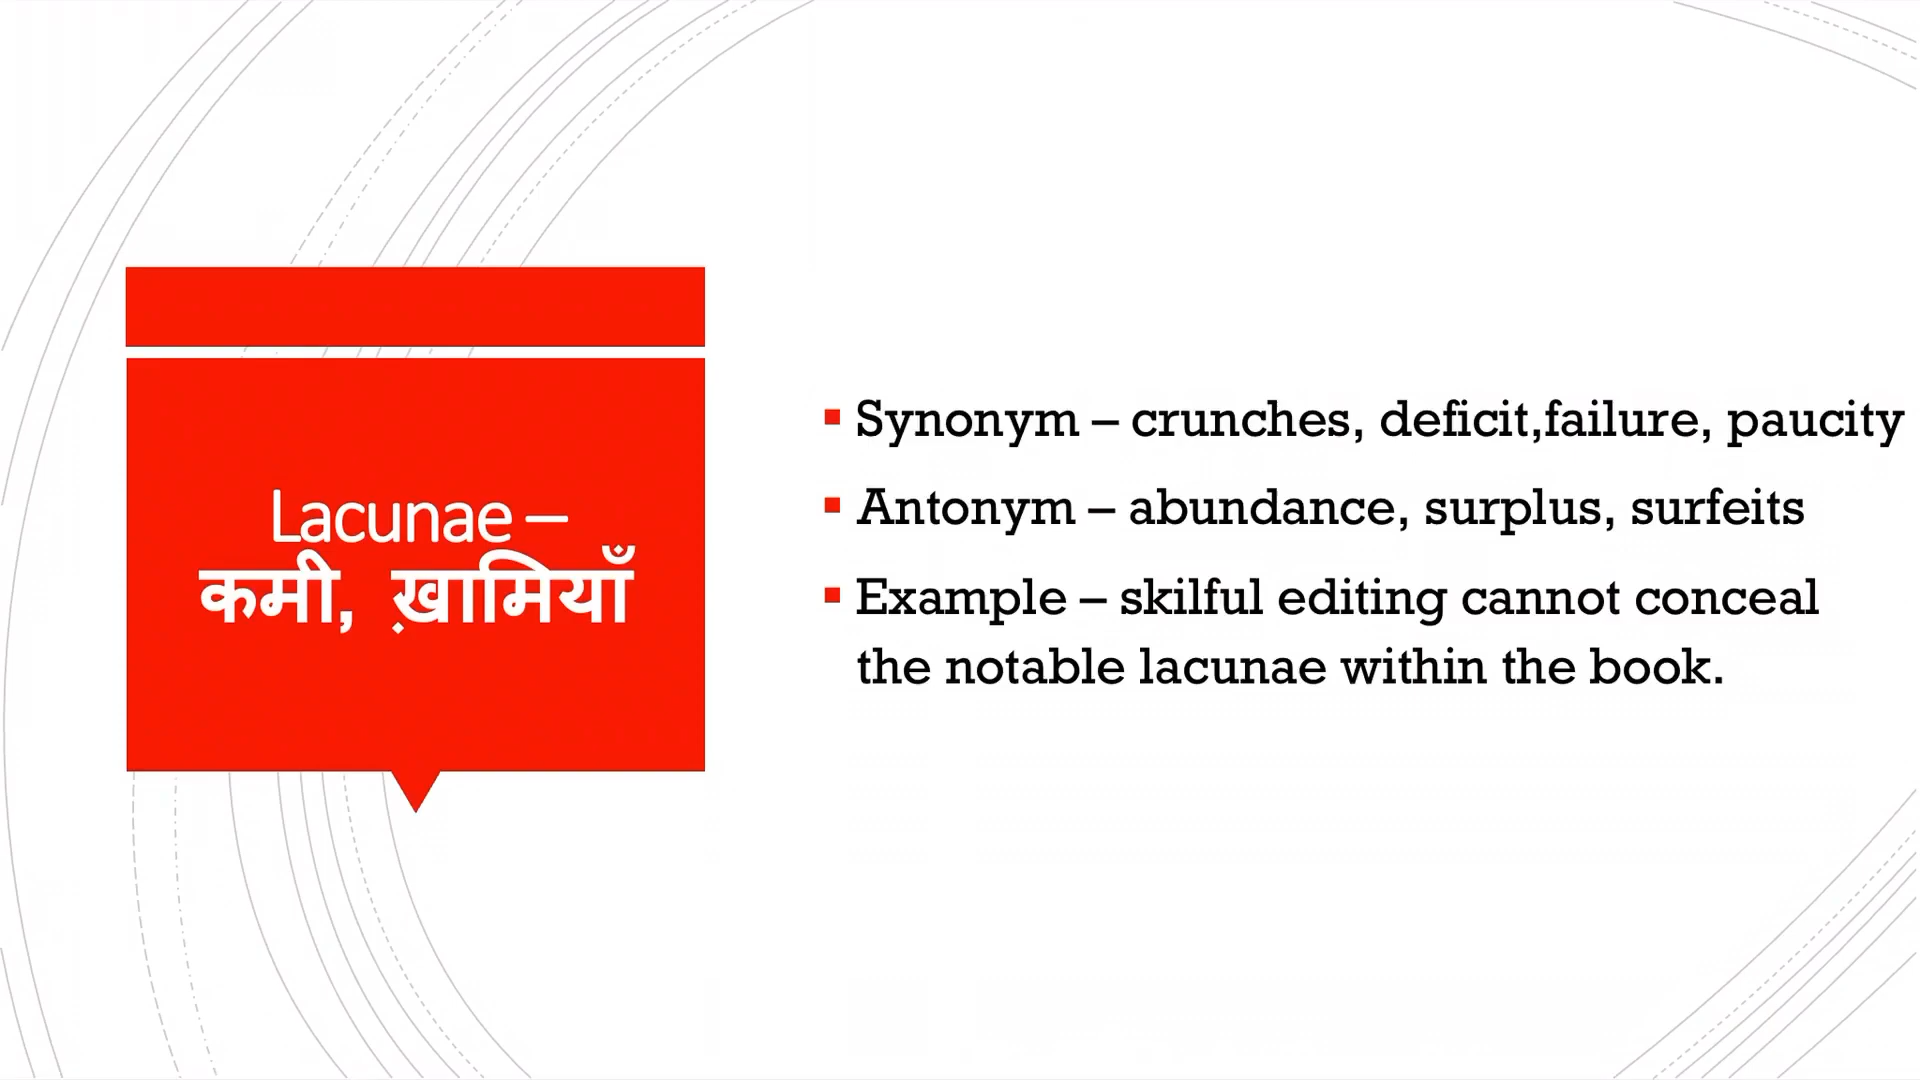 Lacunae –
कमी, ख़ामियाँ
▪ Synonym – crunches, deficit,failure, paucity
▪ Antonym – abundance, surplus, surfeits
▪ Example – skilful editing cannot conceal
the notable lacunae within the book.